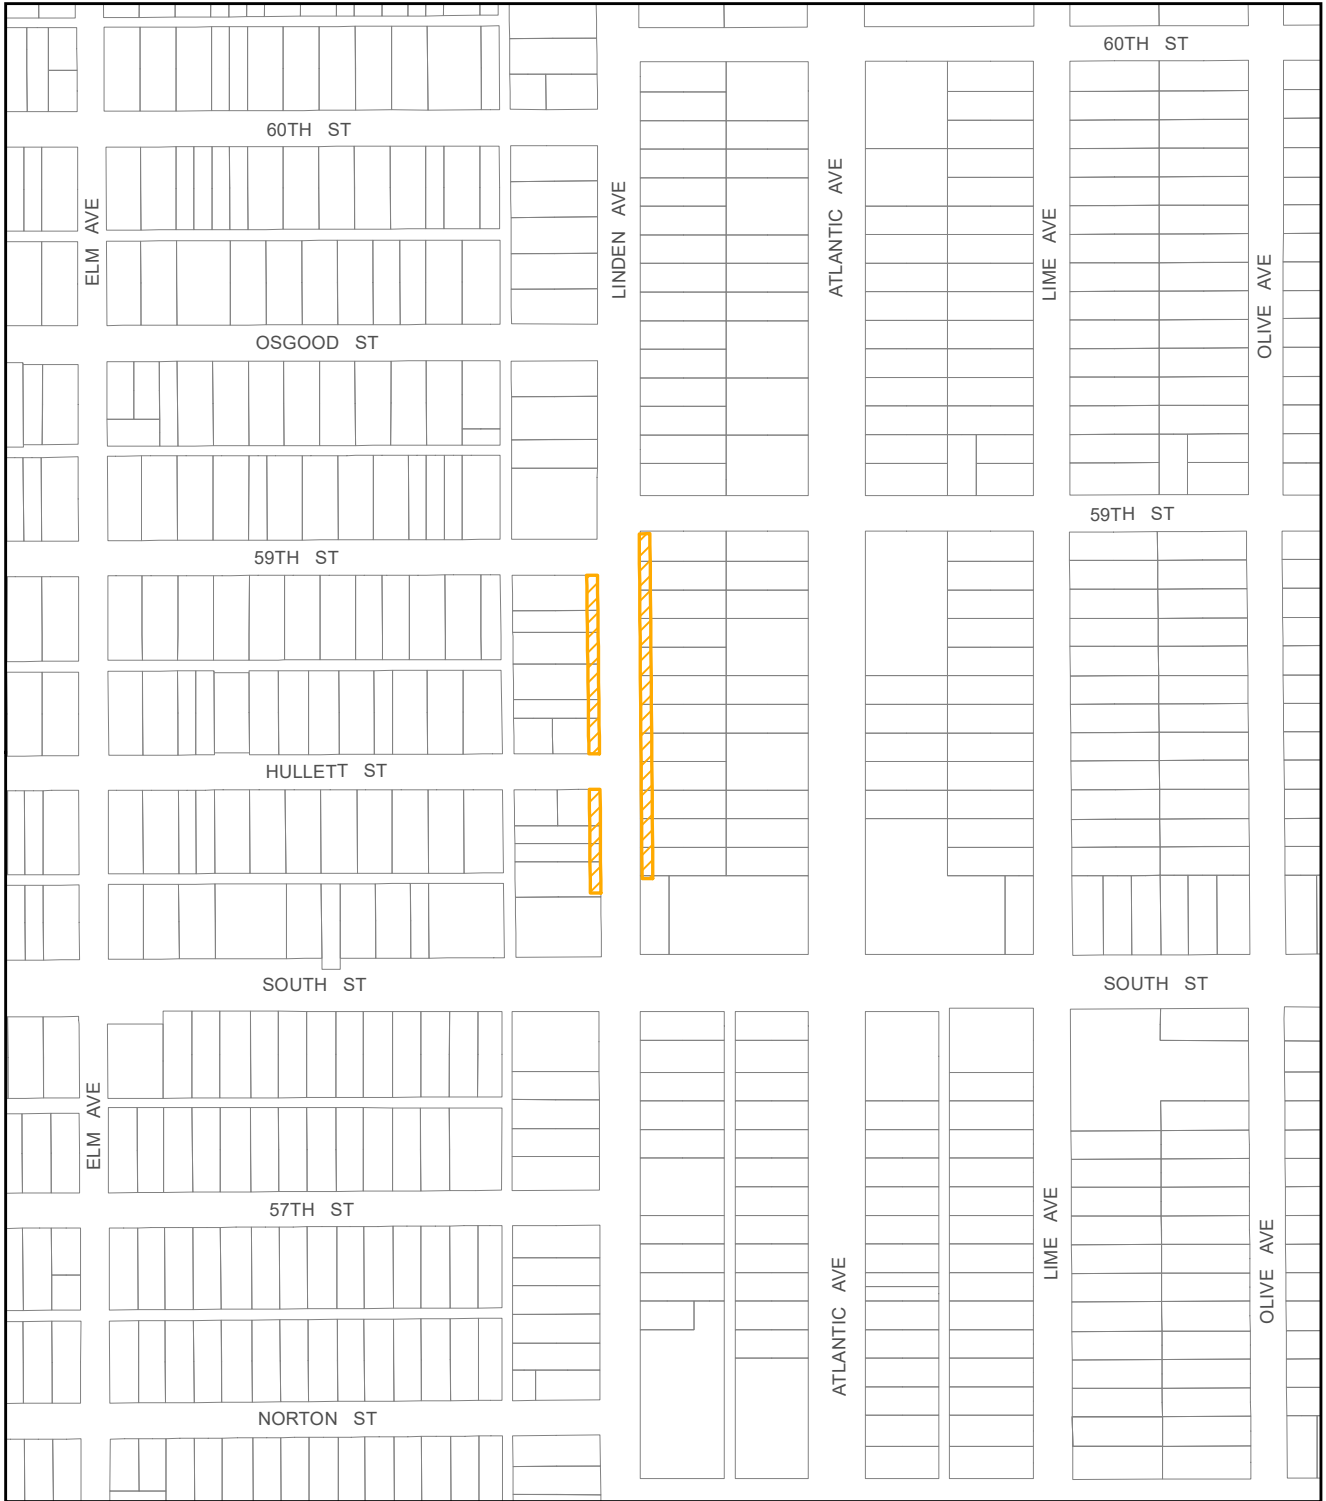 60TH ST
60TH ST
ATLANTIC AVE
LINDEN AVE
ELM AVE
LIME AVE
OLIVE AVE
OSGOOD ST
59TH ST
59TH ST
HULLETT ST
SOUTH ST
SOUTH ST
ELM AVE
57TH ST
LIME AVE
OLIVE AVE
ATLANTIC AVE
NORTON ST